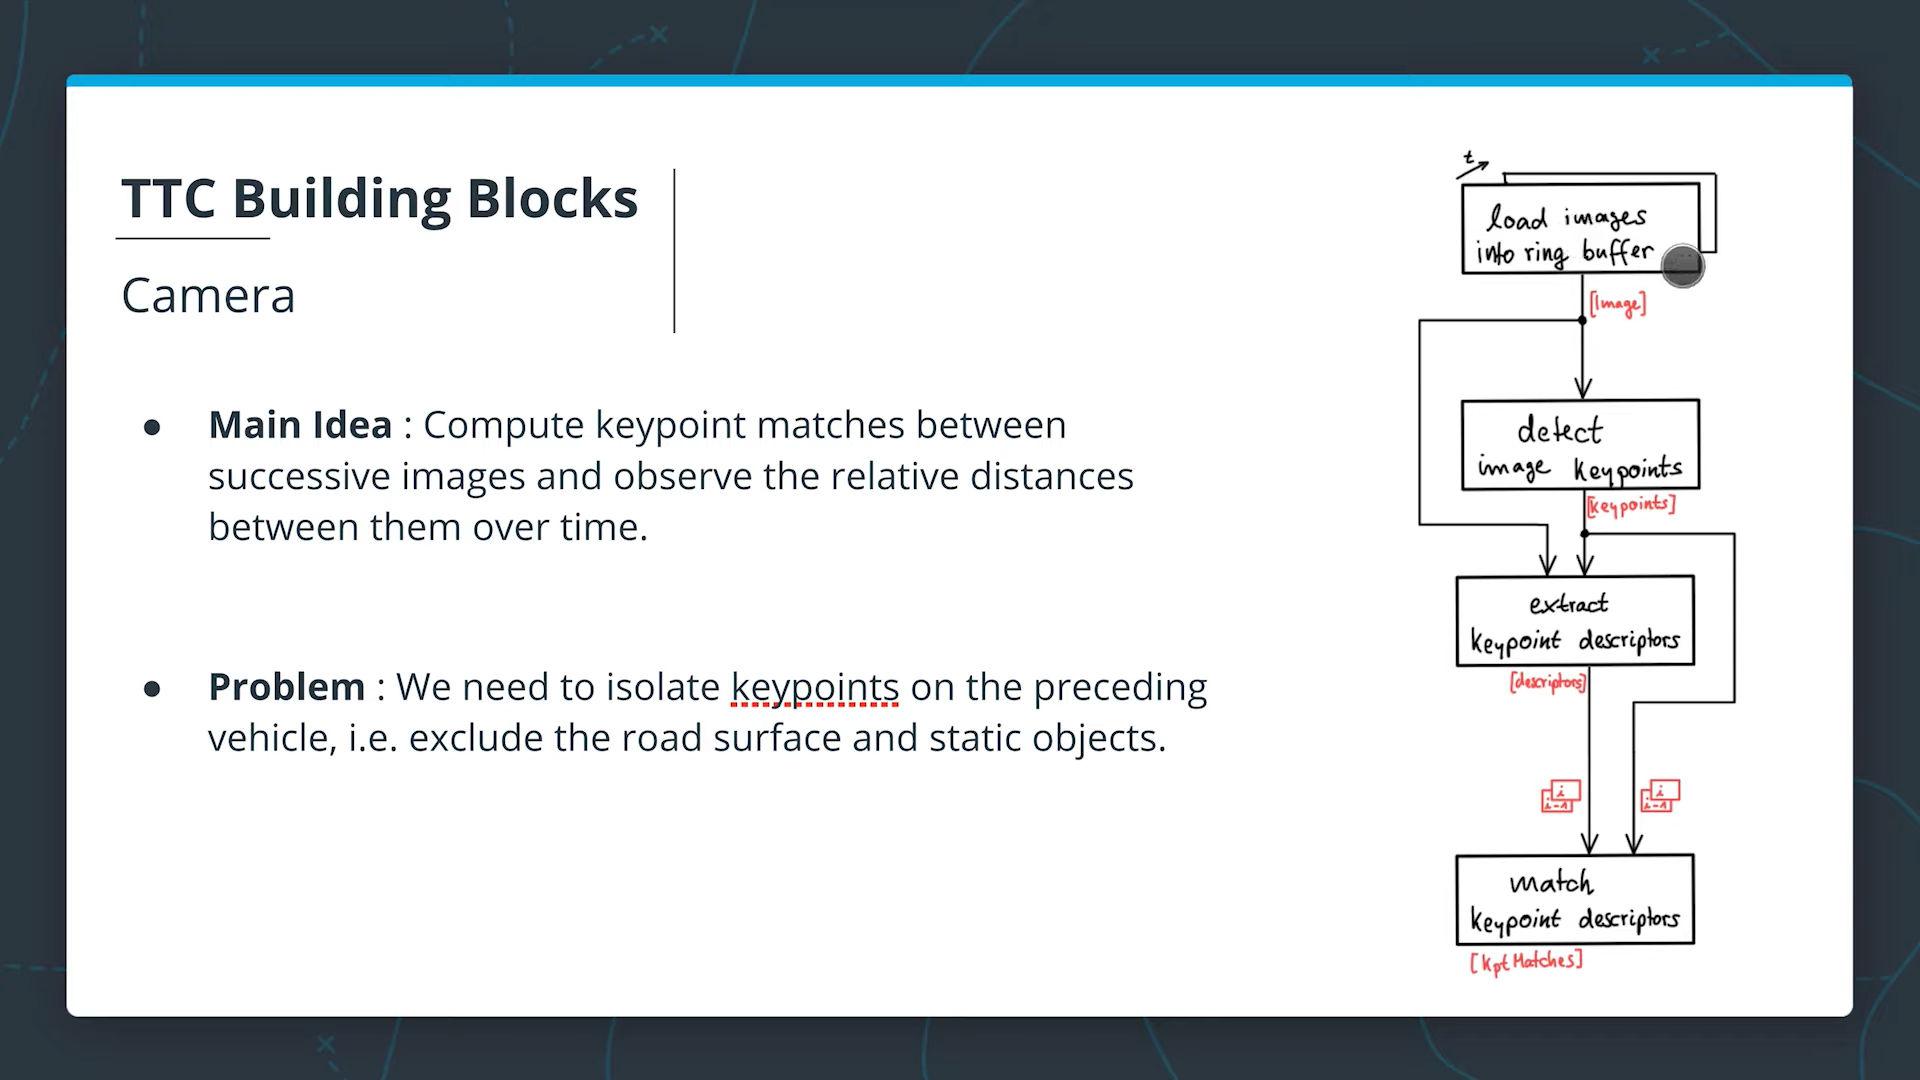 TTC Building Blocks
Camera
● Main Idea : Compute keypoint matches between
successive images and observe the relative distances
between them over time.
● Problem : We need to isolate keypoints on the preceding
vehicle, i.e. exclude the road surface and static objects.
t
load images
into ring buffer
[Image]
detect
image keypoints
[keypoints]
extract
keypoint descriptors
[descriptors]
i
i-1
i
i-1
match
keypoint descriptors
[kptMatches]